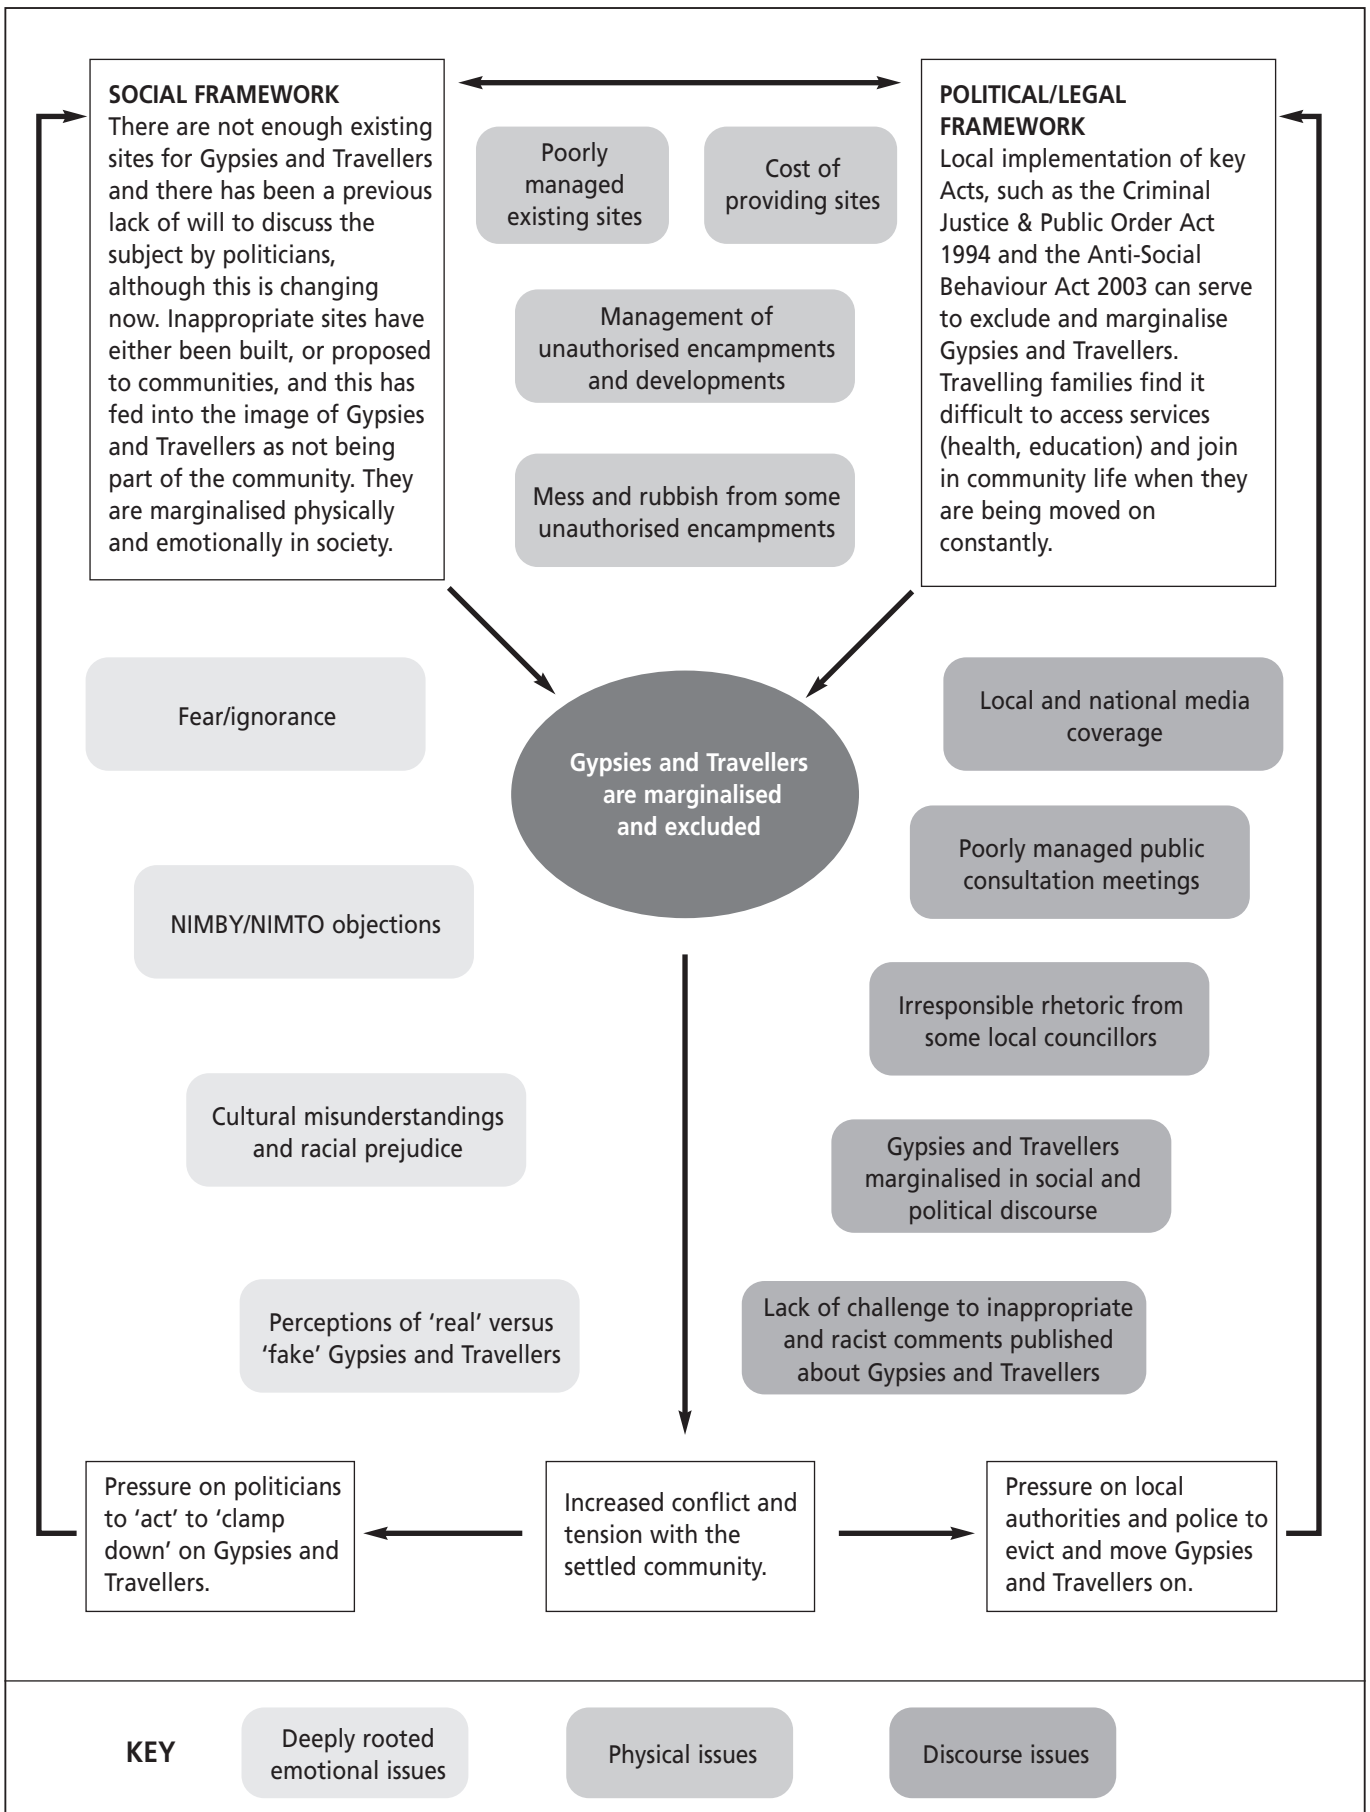 SOCIAL FRAMEWORK
There are not enough existing
sites for Gypsies and Travellers
and there has been a previous
lack of will to discuss the
subject by politicians,
although this is changing
now. Inappropriate sites have
either been built, or proposed
to communities, and this has
fed into the image of Gypsies
and Travellers as not being
part of the community. They
are marginalised physically
and emotionally in society.
Poorly
managed
existing sites
Cost of
providing sites
Management of
unauthorised encampments
and developments
Mess and rubbish from some
unauthorised encampments
POLITICAL/LEGAL
FRAMEWORK
Local implementation of key
Acts, such as the Criminal
Justice & Public Order Act
1994 and the Anti-Social
Behaviour Act 2003 can serve
to exclude and marginalise
Gypsies and Travellers.
Travelling families find it
difficult to access services
(health, education) and join
in community life when they
are being moved on
constantly.
Fear/ignorance
NIMBY/NIMTO objections
Cultural misunderstandings
and racial prejudice
Perceptions of ‘real’ versus
‘fake’ Gypsies and Travellers
Gypsies and Travellers
are marginalised
and excluded
Local and national media
coverage
Poorly managed public
consultation meetings
Irresponsible rhetoric from
some local councillors
Gypsies and Travellers
marginalised in social and
political discourse
Lack of challenge to inappropriate
and racist comments published
about Gypsies and Travellers
Pressure on politicians
to ‘act’ to ‘clamp
down’ on Gypsies and
Travellers.
Increased conflict and
tension with the
settled community.
Pressure on local
authorities and police to
evict and move Gypsies
and Travellers on.
KEY
Deeply rooted
emotional issues
Physical issues
Discourse issues